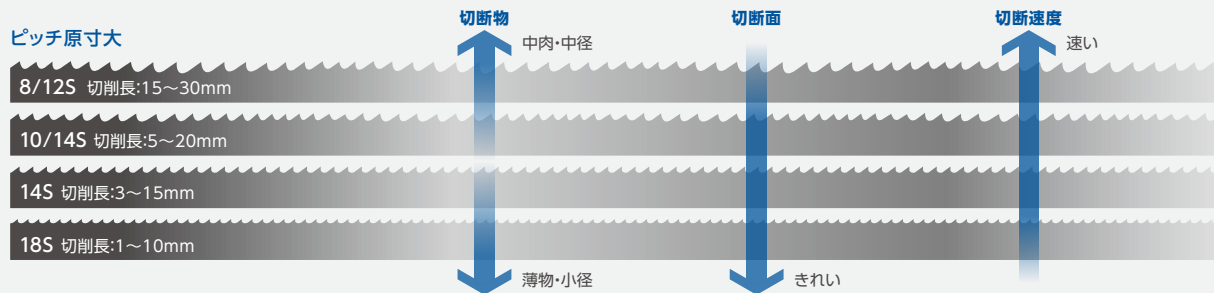 切断物
切断面
切断速度
ピッチ原寸大
中肉・中径
速い
8/12S 切削長:15〜30mm
10/14S 切削長:5〜20mm
14S 切削長:3〜15mm
18S 切削長:1〜10mm
薄物・小径
きれい